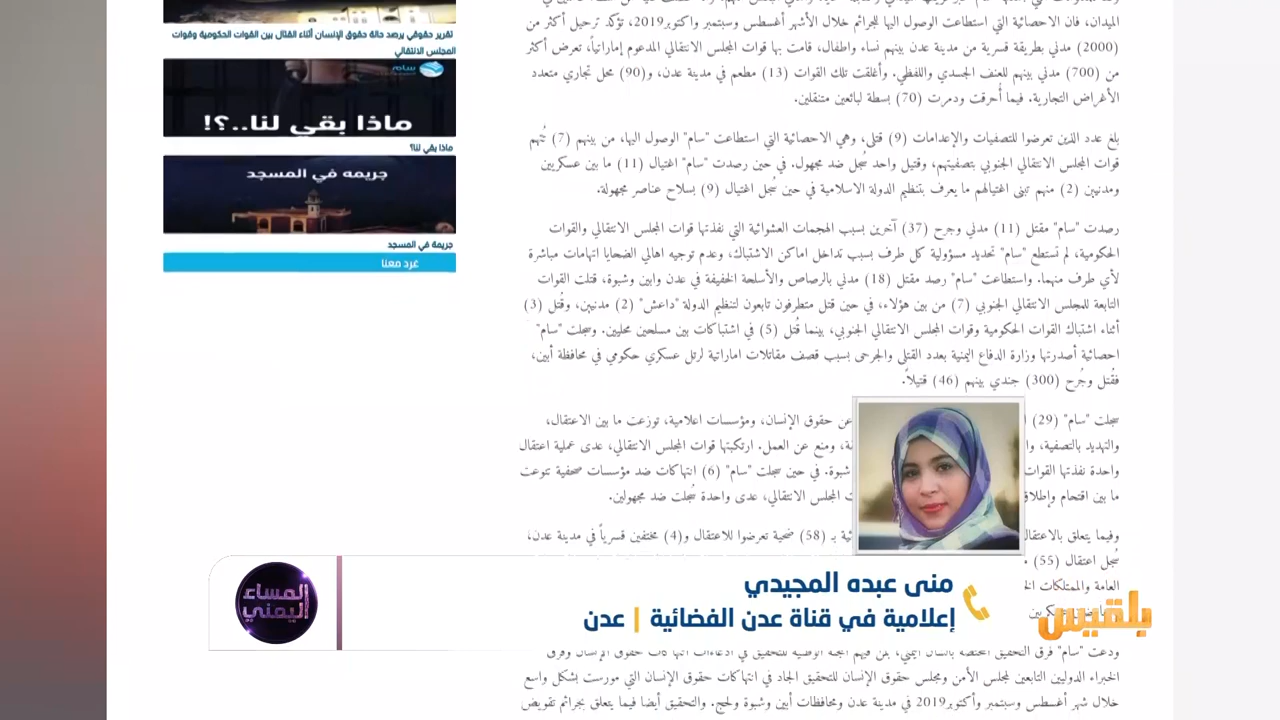 الميدان، فان الاحصائية التي استطاعت الوصول اليها للجرائم خلال الأشهر أغسطس وسبتمبر واكتوبر2019، تؤكد ترحيل أكثر من
(2000) مدني بطريقة قسرية من مدينة عدن بينهم نساء واطفال، قامت بها قوات المجلس الانتقالي المدعوم إماراتياً، تعرض أكثر
من (700) مدني بينهم للعنف الجسدي واللفظي. وأغلقت تلك القوات (13) مطعم في مدينة عدن، و(90) محل تجاري متعدد
الأغراض التجارية. فيما أُحرقت ودمرت (70) بسطة لبائعين متنقلين.
بلغ عدد الذين تعرضوا للتصفيات والإعدامات (9) قتلى، وهي الاحصائية التي استطاعت "سام" الوصول اليها، من بينهم (7) تُتهم
قوات المجلس الانتقالي الجنوبي بتصفيتهم، وقتيل واحد سُجل ضد مجهول. في حين رصدت "سام" اغتيال (11) ما بين عسكريين
ومدنيين (2) منهم تبنى اغتيالهم ما يعرف بتنظيم الدولة الاسلامية في حين سُجل اغتيال (9) بسلاح عناصر مجهولة.
رصدت "سام" مقتل (11) مدني وجرح (37) آخرين بسبب الهجمات العشوائية التي نفذتها قوات المجلس الانتقالي والقوات
الحكومية، لم تستطع "سام" تحديد مسؤولية كل طرف بسبب تداخل اماكن الاشتباك، وعدم توجيه اهالي الضحايا اتهامات مباشرة
لأي طرف منهما. واستطاعت "سام" رصد مقتل (18) مدني بالرصاص والأسلحة الخفيفة في عدن وابين وشبوة، قتلت القوات
التابعة للمجلس الانتقالي الجنوبي (7) من بين هؤلاء، في حين قتل متطرفون تابعون لتنظيم الدولة "داعش" (2) مدنيين، وقُتل (3)
أثناء اشتباك القوات الحكومية وقوات المجلس الانتقالي الجنوبي، بينما قُتل (5) في اشتباكات بين مسلحين محليين. وسجلت "سام"
احصائية أصدرتها وزارة الدفاع اليمنية بعدد القتلى والجرحى بسبب قصف مقاتلات اماراتية لرتل عسكري حكومي في محافظة أبين،
فقُتل وجُرح (300) جندي بينهم (46) قتيلاً.
سجلت "سام" (29) عن حقوق الإنسان، ومؤسسات اعلامية، توزعت ما بين الاعتقال،
والتهديد بالتصفية، ومنع عن العمل. ارتكبتها قوات المجلس الانتقالي، عدى عملية اعتقال
واحدة نفذتها القوات شبوة. في حين سجلت "سام" (6) انتهاكات ضد مؤسسات صحفية تنوعت
ما بين اقتحام وإطلاق المجلس الانتقالي، عدى واحدة سُجلت ضد مجهولين.
وفيما يتعلق بالاعتقال بـ (58) ضحية تعرضوا للاعتقال و(4) مختفين قسرياً في مدينة عدن،
سُجل اعتقال (55)
العامة والممتلكات
ودعت "سام" فرق التحقيق
الخبراء الدوليين التابعين لمجلس الأمن ومجلس حقوق الإنسان للتحقيق الجاد في انتهاكات حقوق الإنسان التي مورست بشكل واسع
خلال شهر أغسطس وسبتمبر وأكتوبر2019 في مدينة عدن ومحافظات أبين وشبوة ولحج. والتحقيق أيضا فيما يتعلق بجرائم تقويض
تقرير حقوقي يرصد حالة حقوق الإنسان أثناء القتال بين القوات الحكومية وقوات
المجلس الانتقالي
سام
ماذا بقي لنا..؟!
ماذا بقي لنا؟
جريمه في المسجد
جريمة في المسجد
غرد معنا
منى عبده المجيدي
إعلامية في قناة عدن الفضائية | عدن
المساء
اليمني
بلقيس